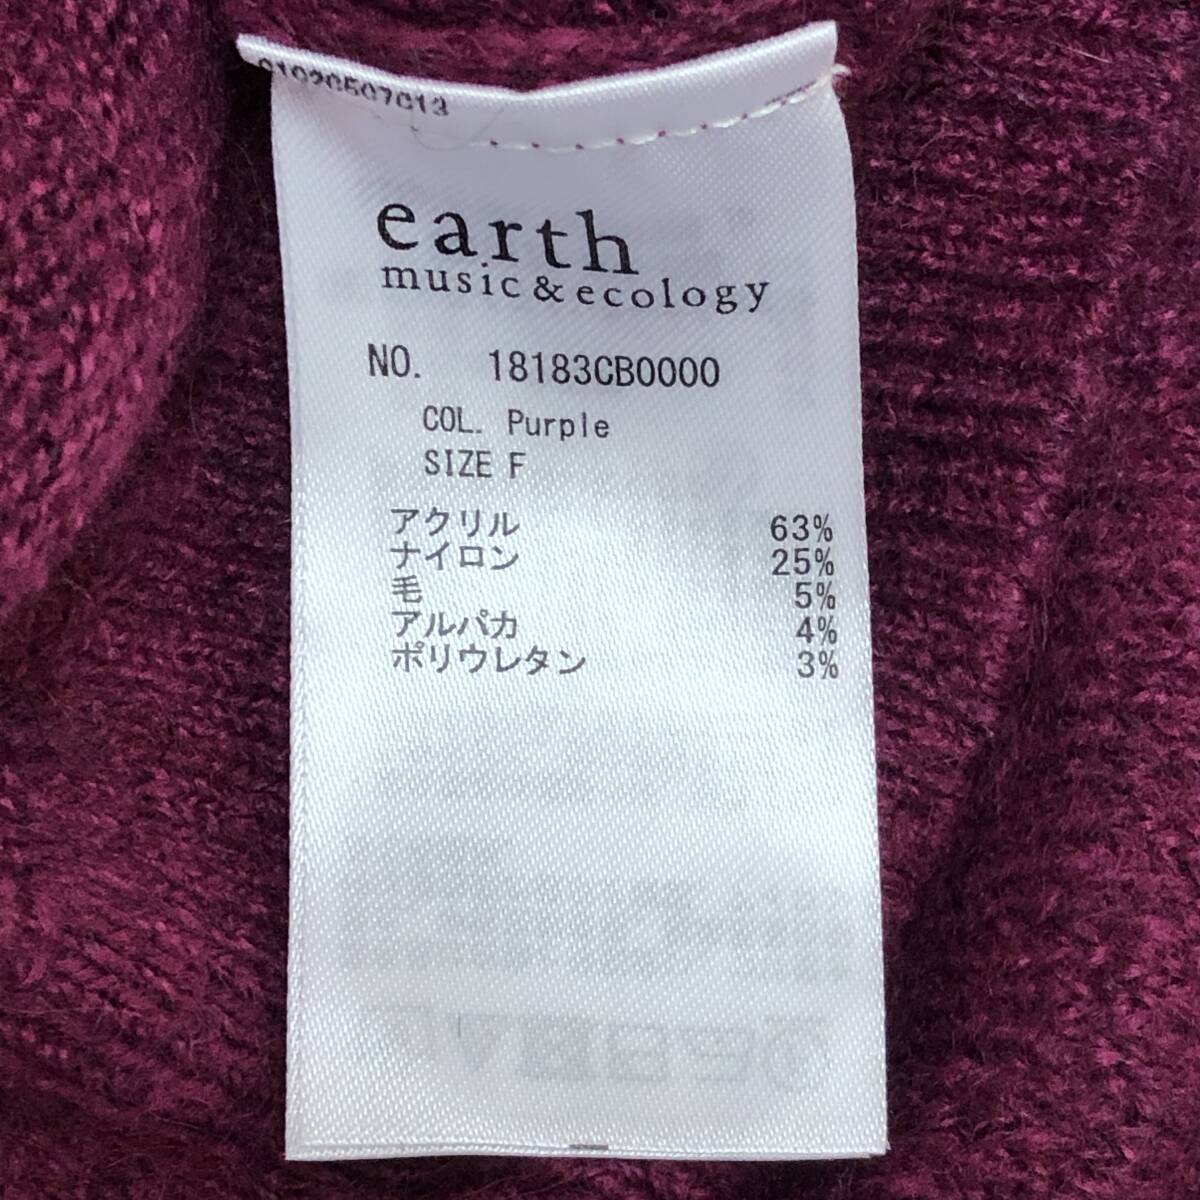 earth
music&ecology
NO. 18183CB0000
COL. Purple
SIZE F
アクリル 63%
ナイロン 25%
毛 5%
アルパカ 4%
ポリウレタン 3%